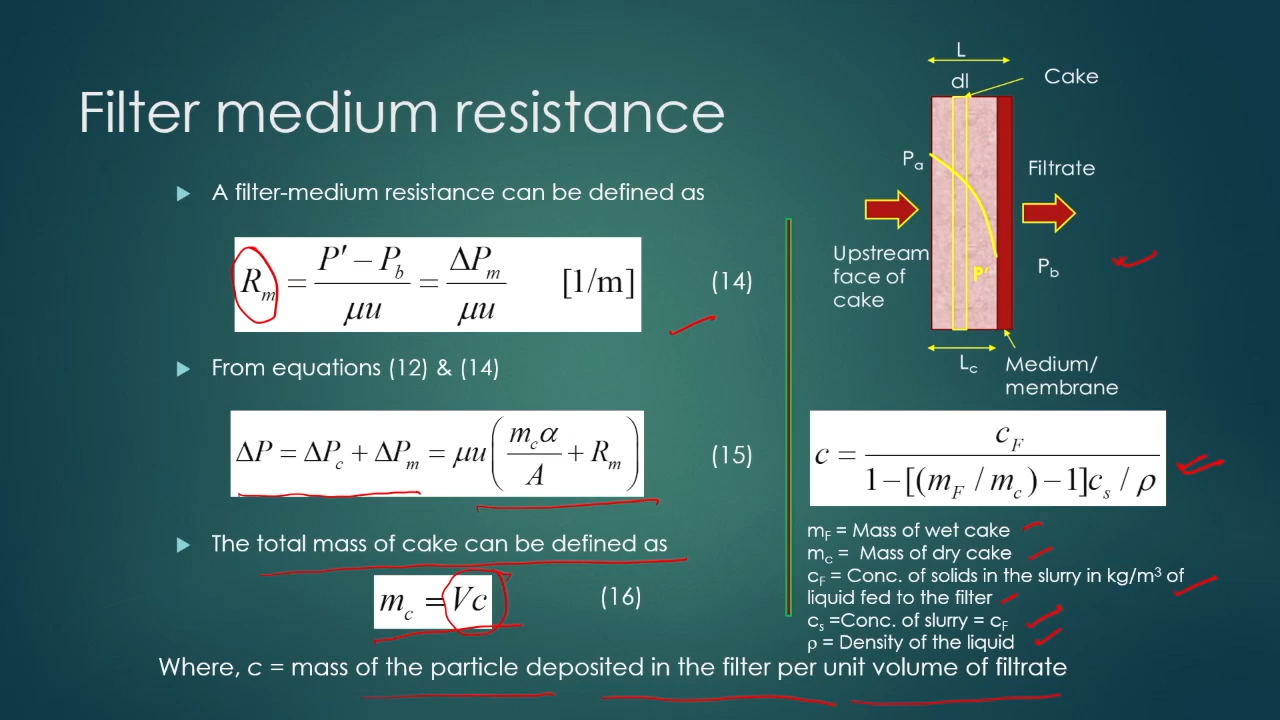 Filter medium resistance
A filter-medium resistance can be defined as
R_m = (P′ − P_b) / μu = ΔP_m / μu [1/m] (14)
From equations (12) & (14)
ΔP = ΔP_c + ΔP_m = μu (m_c α / A + R_m) (15)
The total mass of cake can be defined as
m_c = Vc (16)
Where, c = mass of the particle deposited in the filter per unit volume of filtrate
L
dl
Cake
P_a
Filtrate
Upstream
face of
cake
P′
P_b
L_c
Medium/
membrane
c = c_F / (1 − [(m_F / m_c) − 1]c_s / ρ)
m_F = Mass of wet cake
m_c = Mass of dry cake
c_F = Conc. of solids in the slurry in kg/m³ of
liquid fed to the filter
c_s =Conc. of slurry = c_F
ρ = Density of the liquid